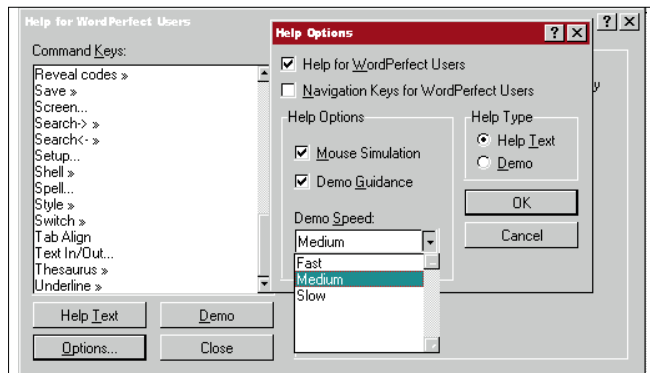 Help for WordPerfect Users
Command Keys:
Reveal codes »
Save »
Screen...
Search-> »
Search<- »
Setup...
Shell »
Spell...
Style »
Switch »
Tab Align
Text In/Out...
Thesaurus »
Underline »
Help Text
Demo
Options...
Close
Help Options
Help for WordPerfect Users
Navigation Keys for WordPerfect Users
Help Options
Mouse Simulation
Demo Guidance
Demo Speed:
Medium
Fast
Medium
Slow
Help Type
Help Text
Demo
OK
Cancel
y